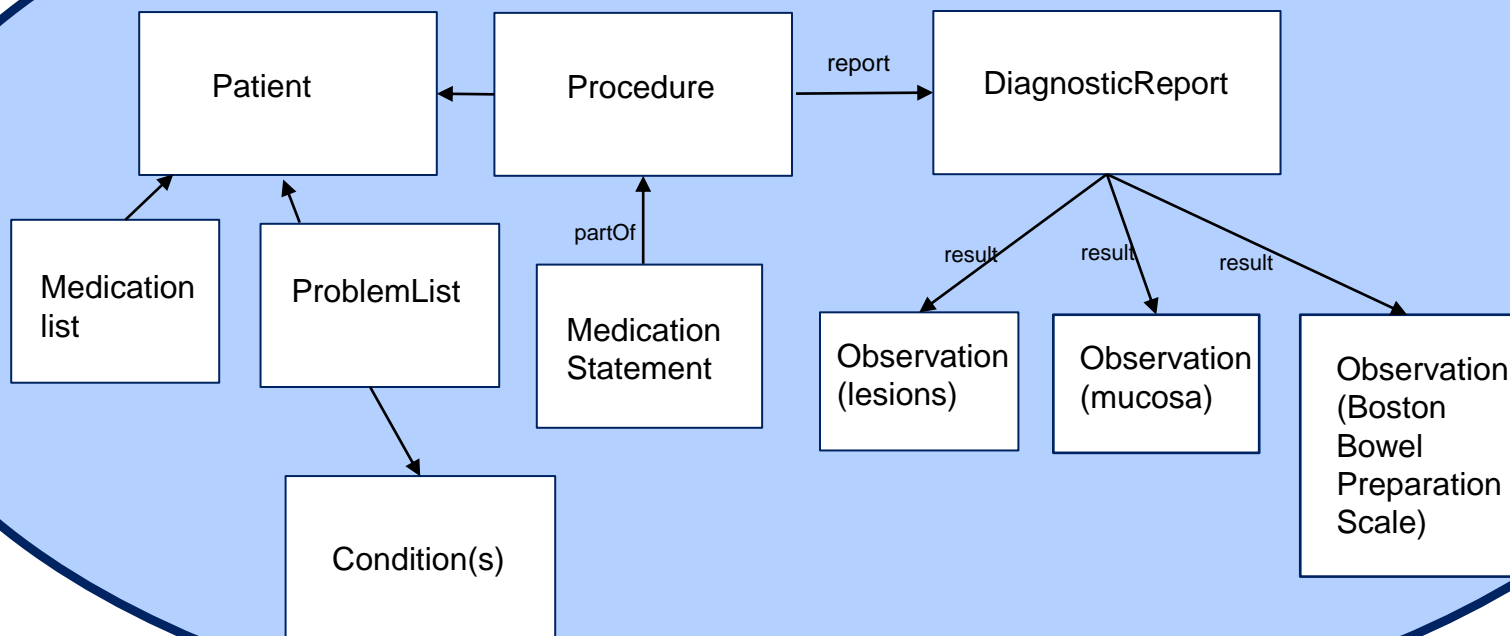 Patient
Procedure
report
DiagnosticReport
Medication
list
ProblemList
partOf
Medication
Statement
result
result
result
Observation
(lesions)
Observation
(mucosa)
Observation
(Boston
Bowel
Preparation
Scale)
Condition(s)